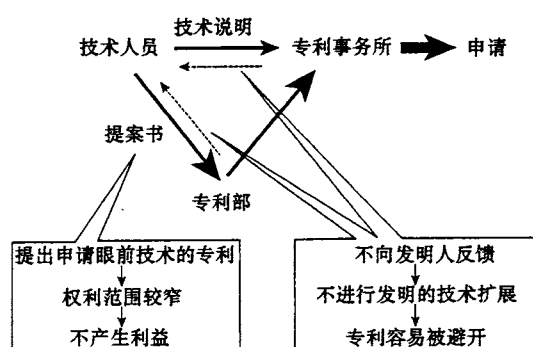 技术说明
技术人员
专利事务所
申请
提案书
专利部
提出申请眼前技术的专利
权利范围较窄
不产生利益
不向发明人反馈
不进行发明的技术扩展
专利容易被避开